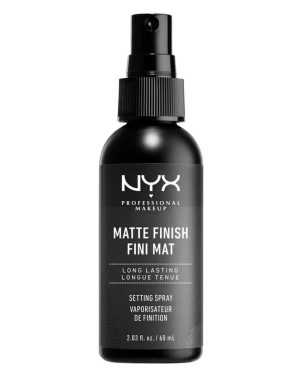 NYX
PROFESSIONAL
MAKEUP
MATTE FINISH
FINI MAT
LONG LASTING
LONGUE TENUE
SETTING SPRAY
VAPORISATEUR
DE FINITION
2.03 fl. oz. / 60 mL